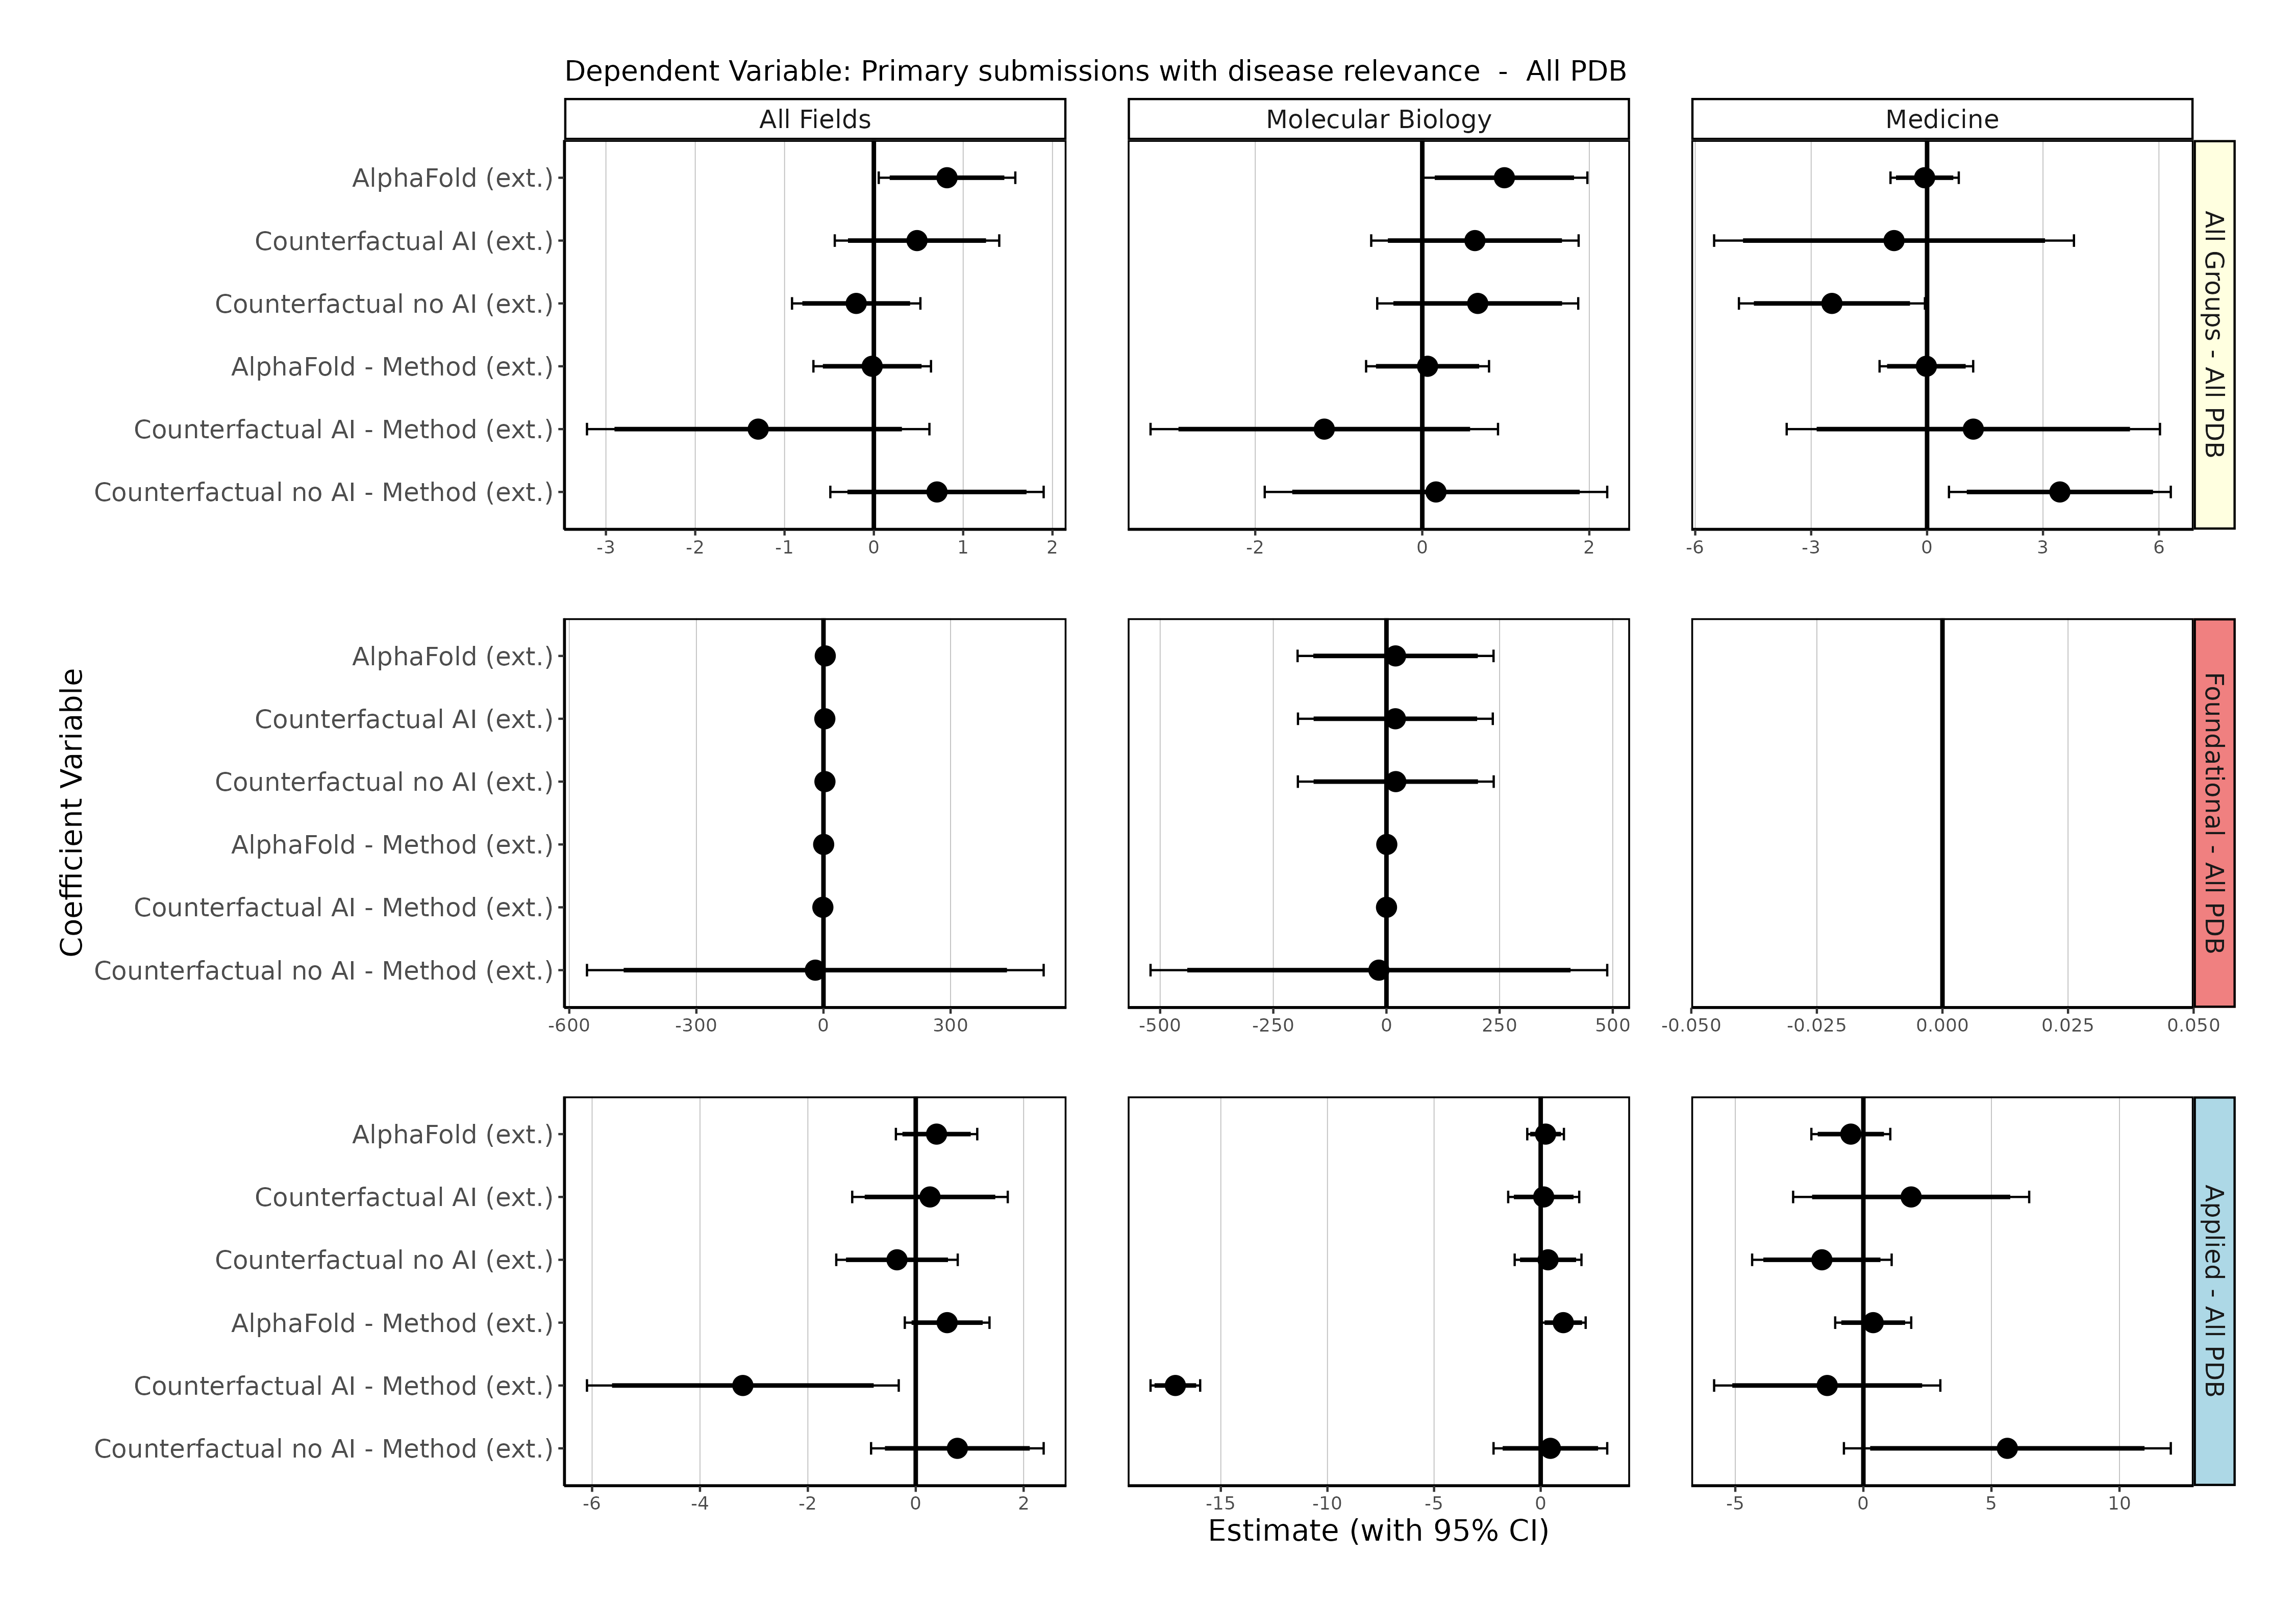 Dependent Variable: Primary submissions with disease relevance  -  All PDB
All Fields
Molecular Biology
Medicine
AlphaFold (ext.)
Counterfactual AI (ext.)
Counterfactual no AI (ext.)
AlphaFold - Method (ext.)
Counterfactual AI - Method (ext.)
Counterfactual no AI - Method (ext.)
-3 -2 -1 0 1 2
-2 0 2
-6 -3 0 3 6
All Groups - All PDB
Coefficient Variable
AlphaFold (ext.)
Counterfactual AI (ext.)
Counterfactual no AI (ext.)
AlphaFold - Method (ext.)
Counterfactual AI - Method (ext.)
Counterfactual no AI - Method (ext.)
-600 -300 0 300
-500 -250 0 250 500
-0.050 -0.025 0.000 0.025 0.050
Foundational - All PDB
AlphaFold (ext.)
Counterfactual AI (ext.)
Counterfactual no AI (ext.)
AlphaFold - Method (ext.)
Counterfactual AI - Method (ext.)
Counterfactual no AI - Method (ext.)
-6 -4 -2 0 2
-15 -10 -5 0
-5 0 5 10
Applied - All PDB
Estimate (with 95% CI)